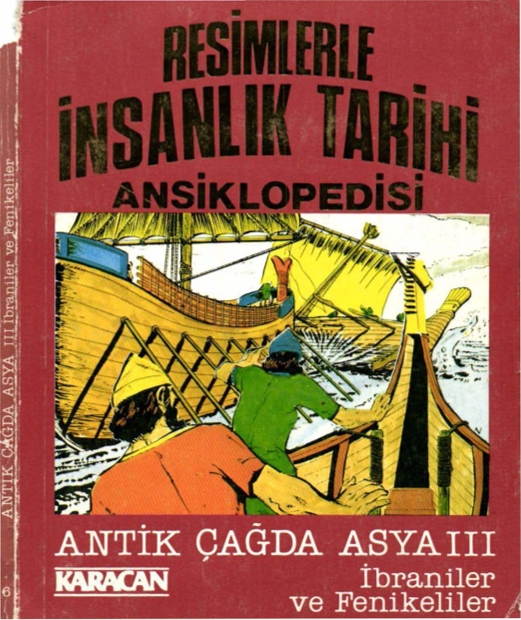 RESİMLERLE
İNSANLIK TARİHİ
ANSİKLOPEDİSİ
ANTİK ÇAĞDA ASYA III
KARACAN
İbraniler
ve Fenikeliler
ANTİK ÇAĞDA ASYA III İbraniler ve Fenikeliler
6